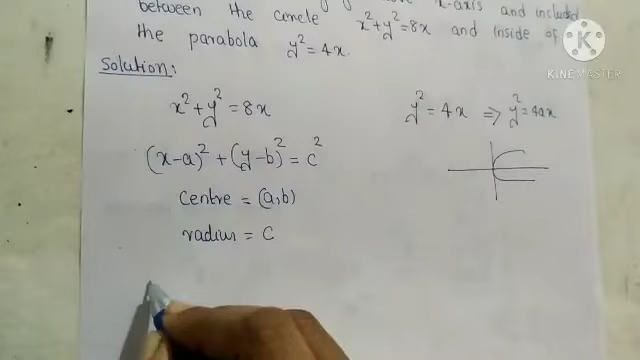 x-axis and included
between the circle x²+y²=8x and inside of
the parabola y²=4x.
Solution:
x²+y²=8x
y²=4x ⇒ y²=4ax
(x-a)²+(y-b)²=c²
Centre = (a,b)
radius = c
KINEMASTER